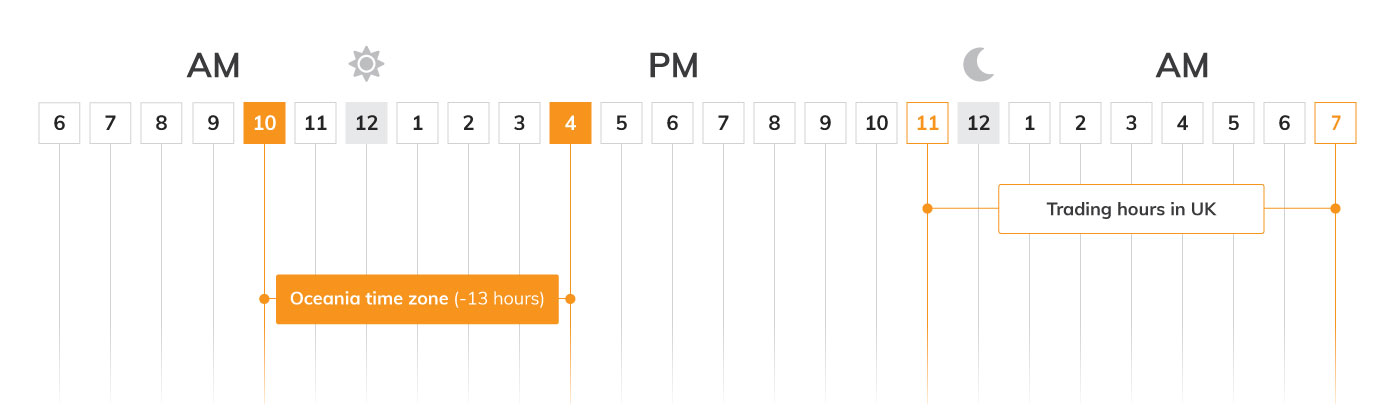 AM PM AM
6 7 8 9 10 11 12 1 2 3 4 5 6 7 8 9 10 11 12 1 2 3 4 5 6 7
Trading hours in UK
Oceania time zone (-13 hours)